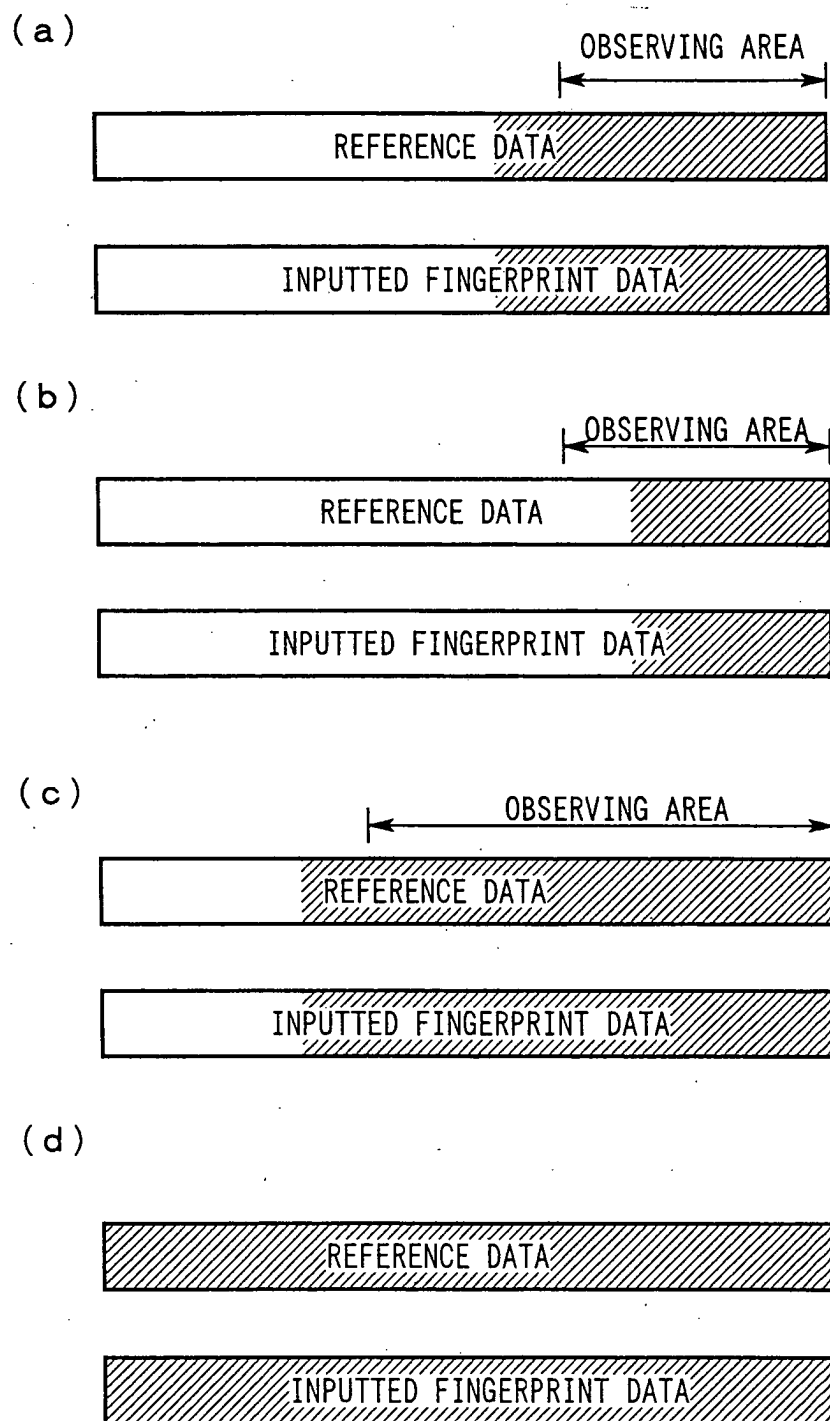 (a)
OBSERVING AREA
REFERENCE DATA
INPUTTED FINGERPRINT DATA
(b)
OBSERVING AREA
REFERENCE DATA
INPUTTED FINGERPRINT DATA
(c)
OBSERVING AREA
REFERENCE DATA
INPUTTED FINGERPRINT DATA
(d)
REFERENCE DATA
INPUTTED FINGERPRINT DATA